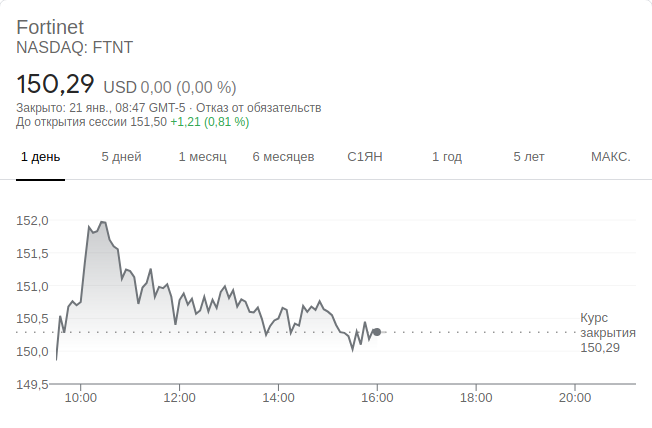 Fortinet
NASDAQ: FTNT
150,29 USD 0,00 (0,00 %)
Закрыто: 21 янв., 08:47 GMT-5 · Отказ от обязательств
До открытия сессии 151,50 +1,21 (0,81 %)
1 день 5 дней 1 месяц 6 месяцев С1ЯН 1 год 5 лет МАКС.
152,0
151,5
151,0
150,5
150,0
149,5
Курс
закрытия
150,29
10:00 12:00 14:00 16:00 18:00 20:00